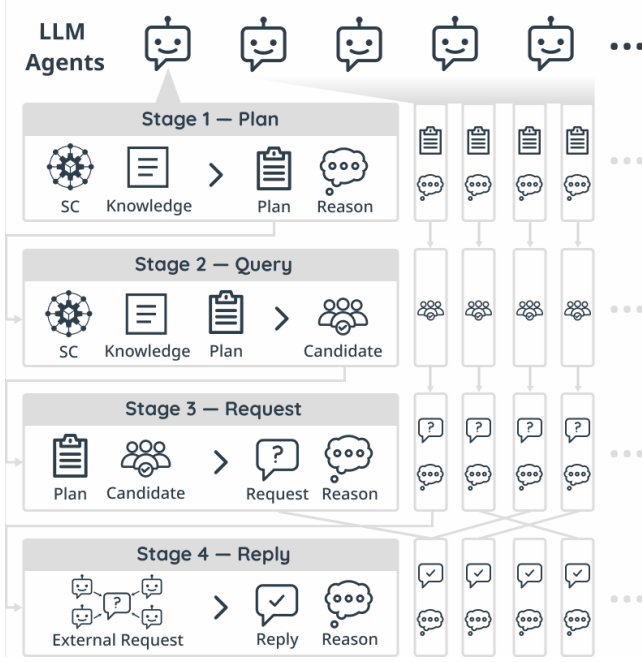 LLM
Agents
Stage 1 — Plan
SC
Knowledge
Plan
Reason
Stage 2 — Query
SC
Knowledge
Plan
Candidate
Stage 3 — Request
?
? ? ? ?
Plan
Candidate
Request
Reason
Stage 4 — Reply
?
External Request
Reply
Reason